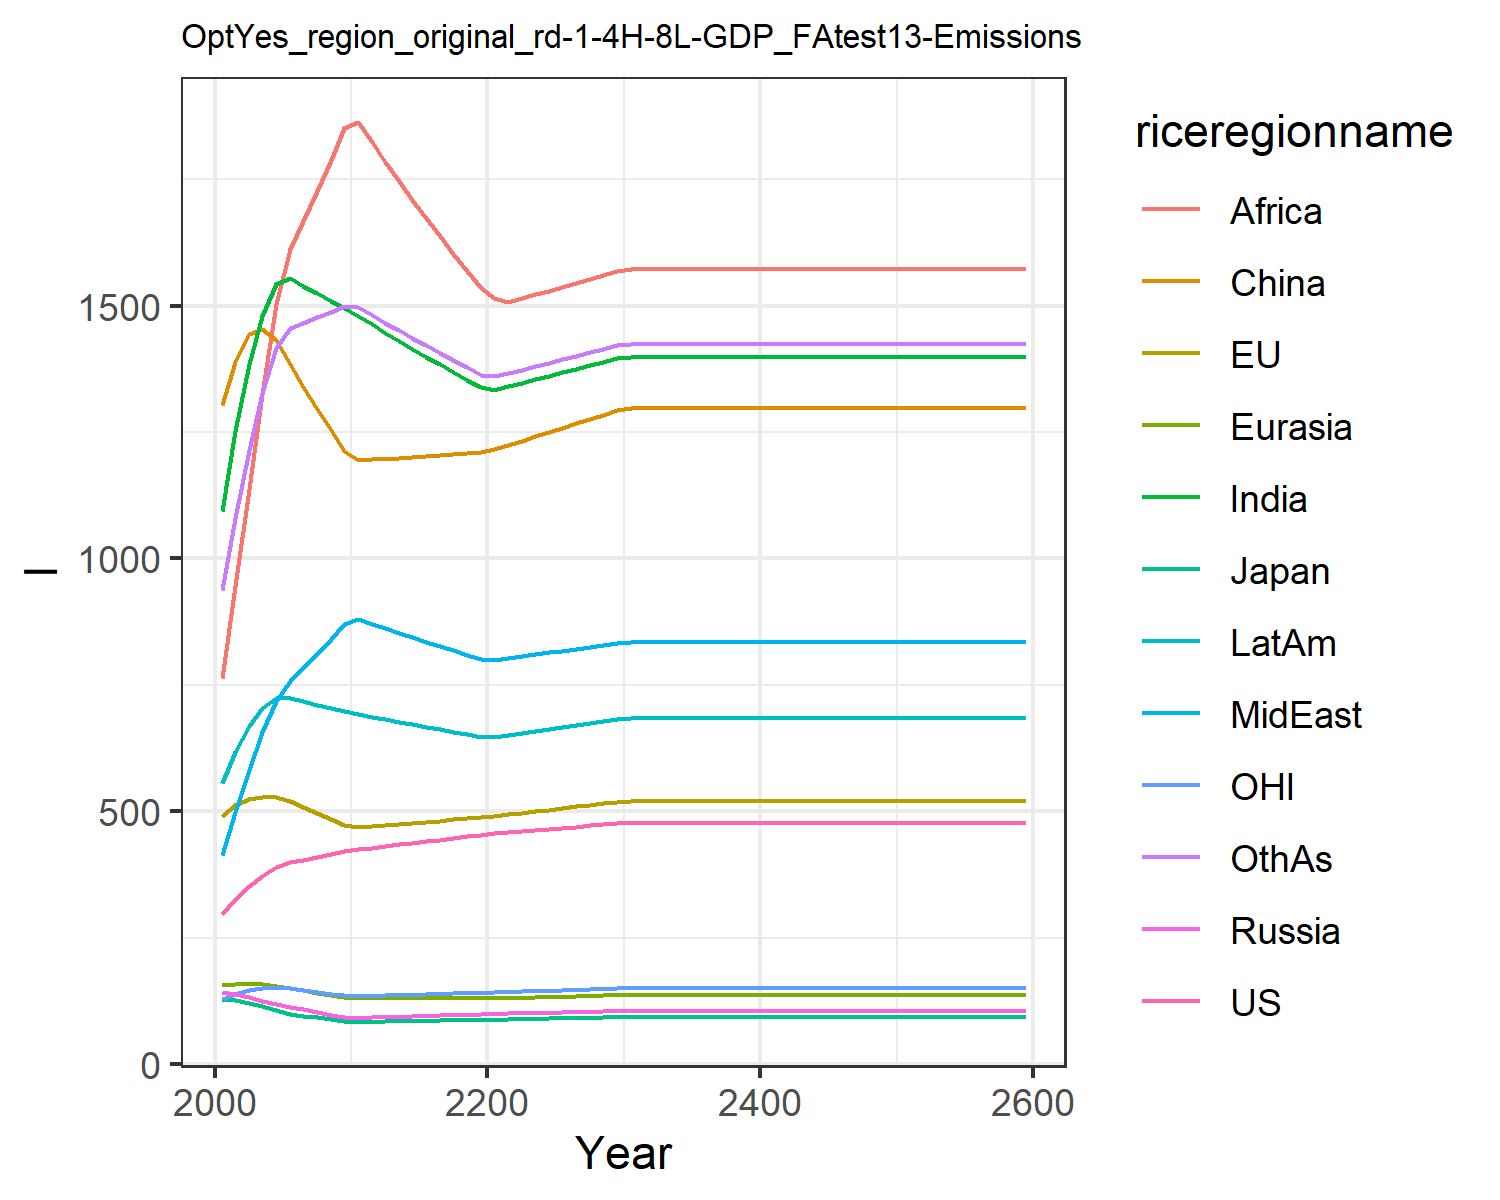 OptYes_region_original_rd-1-4H-8L-GDP_FAtest13-Emissions
riceregionname
Africa
China
EU
Eurasia
India
Japan
LatAm
MidEast
OHI
OthAs
Russia
US
1500
1000
500
0
l
2000 2200 2400 2600
Year